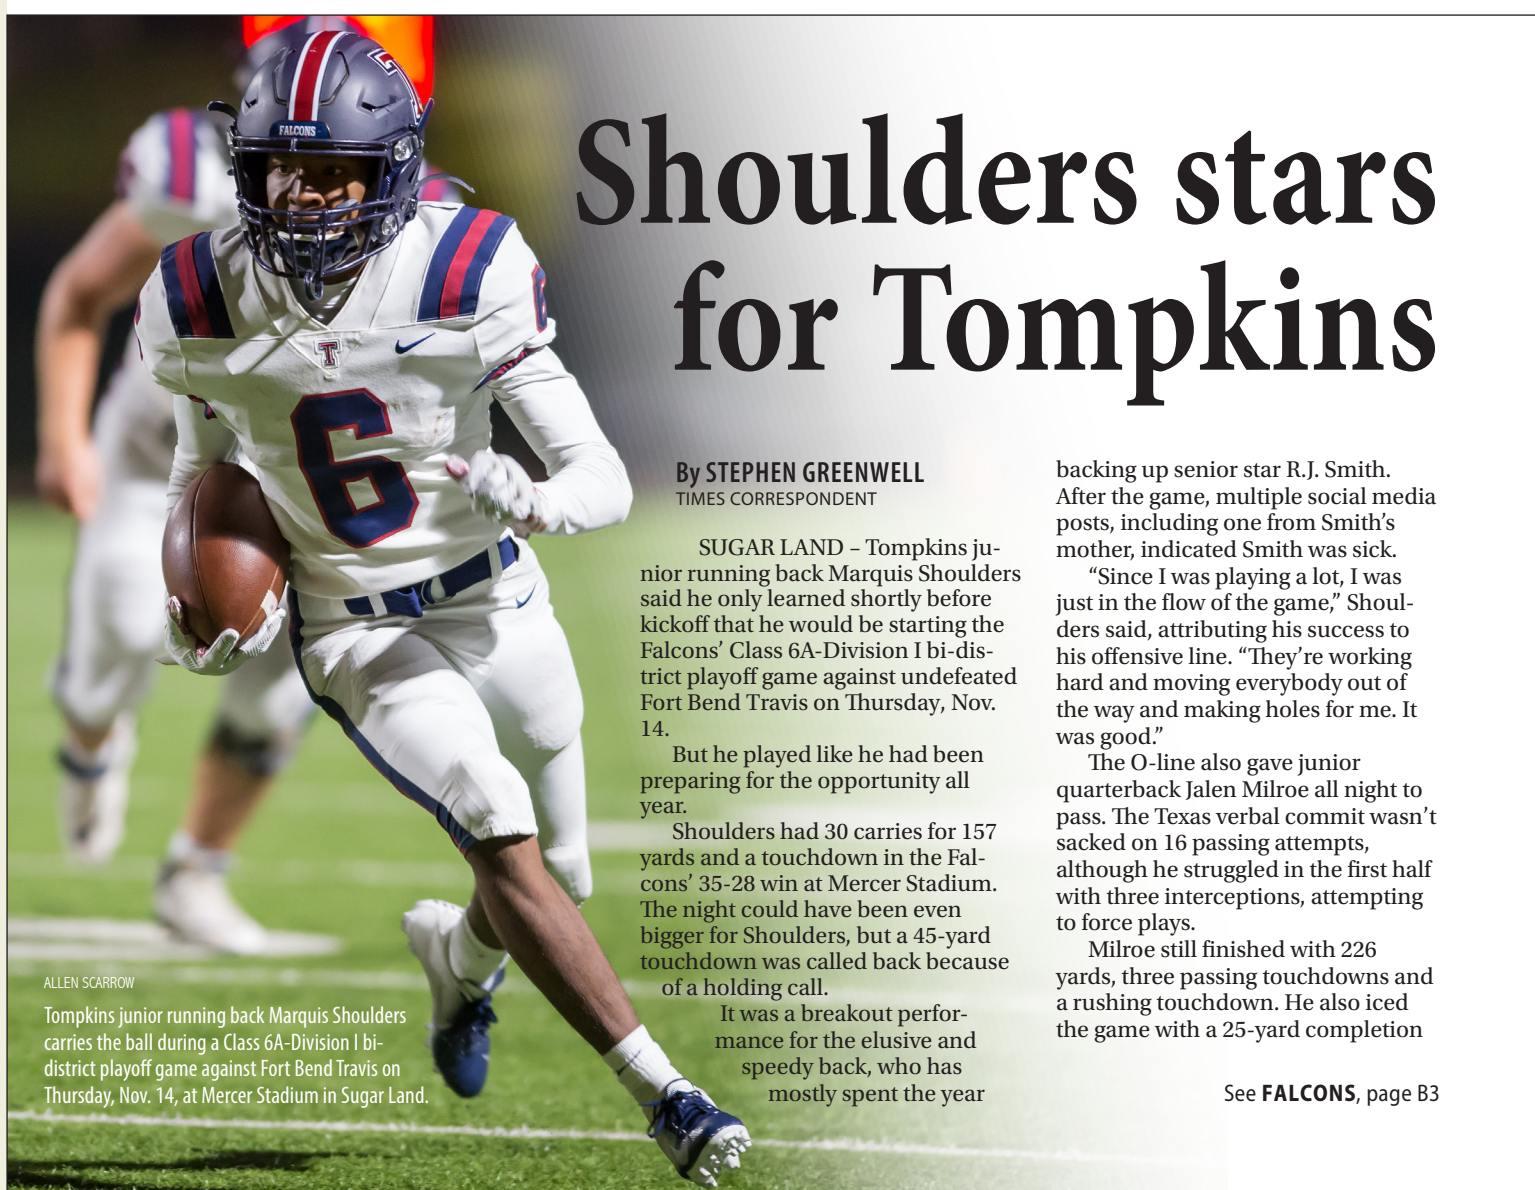 Shoulders stars
for Tompkins
FALCONS
T
T
6
6
By STEPHEN GREENWELL
TIMES CORRESPONDENT
SUGAR LAND – Tompkins ju-
nior running back Marquis Shoulders
said he only learned shortly before
kickoff that he would be starting the
Falcons’ Class 6A-Division I bi-dis-
trict playoff game against undefeated
Fort Bend Travis on Thursday, Nov.
14.
But he played like he had been
preparing for the opportunity all
year.
Shoulders had 30 carries for 157
yards and a touchdown in the Fal-
cons’ 35-28 win at Mercer Stadium.
The night could have been even
bigger for Shoulders, but a 45-yard
touchdown was called back because
of a holding call.
It was a breakout perfor-
mance for the elusive and
speedy back, who has
mostly spent the year
backing up senior star R.J. Smith.
After the game, multiple social media
posts, including one from Smith’s
mother, indicated Smith was sick.
“Since I was playing a lot, I was
just in the flow of the game,” Shoul-
ders said, attributing his success to
his offensive line. “They’re working
hard and moving everybody out of
the way and making holes for me. It
was good.”
The O-line also gave junior
quarterback Jalen Milroe all night to
pass. The Texas verbal commit wasn’t
sacked on 16 passing attempts,
although he struggled in the first half
with three interceptions, attempting
to force plays.
Milroe still finished with 226
yards, three passing touchdowns and
a rushing touchdown. He also iced
the game with a 25-yard completion
See FALCONS, page B3
ALLEN SCARROW
Tompkins junior running back Marquis Shoulders
carries the ball during a Class 6A-Division I bi-
district playoff game against Fort Bend Travis on
Thursday, Nov. 14, at Mercer Stadium in Sugar Land.